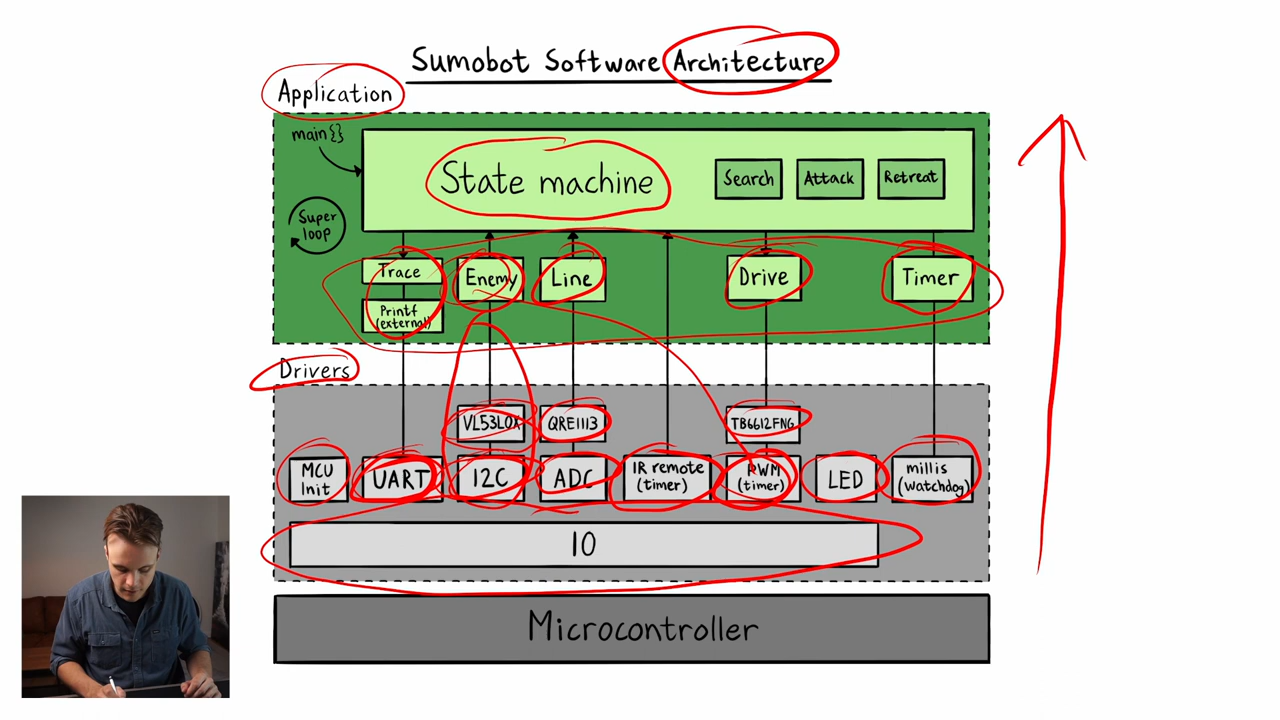 Sumobot Software Architecture
Application
main{}
State machine
Search
Attack
Retreat
Super
loop
Trace
Enemy
Line
Drive
Timer
Printf
(external)
Drivers
VL53L0X
QRE1113
TB6612FNG
MCU
Init
UART
I2C
ADC
IR remote
(timer)
PWM
(timer)
LED
millis
(watchdog)
IO
Microcontroller